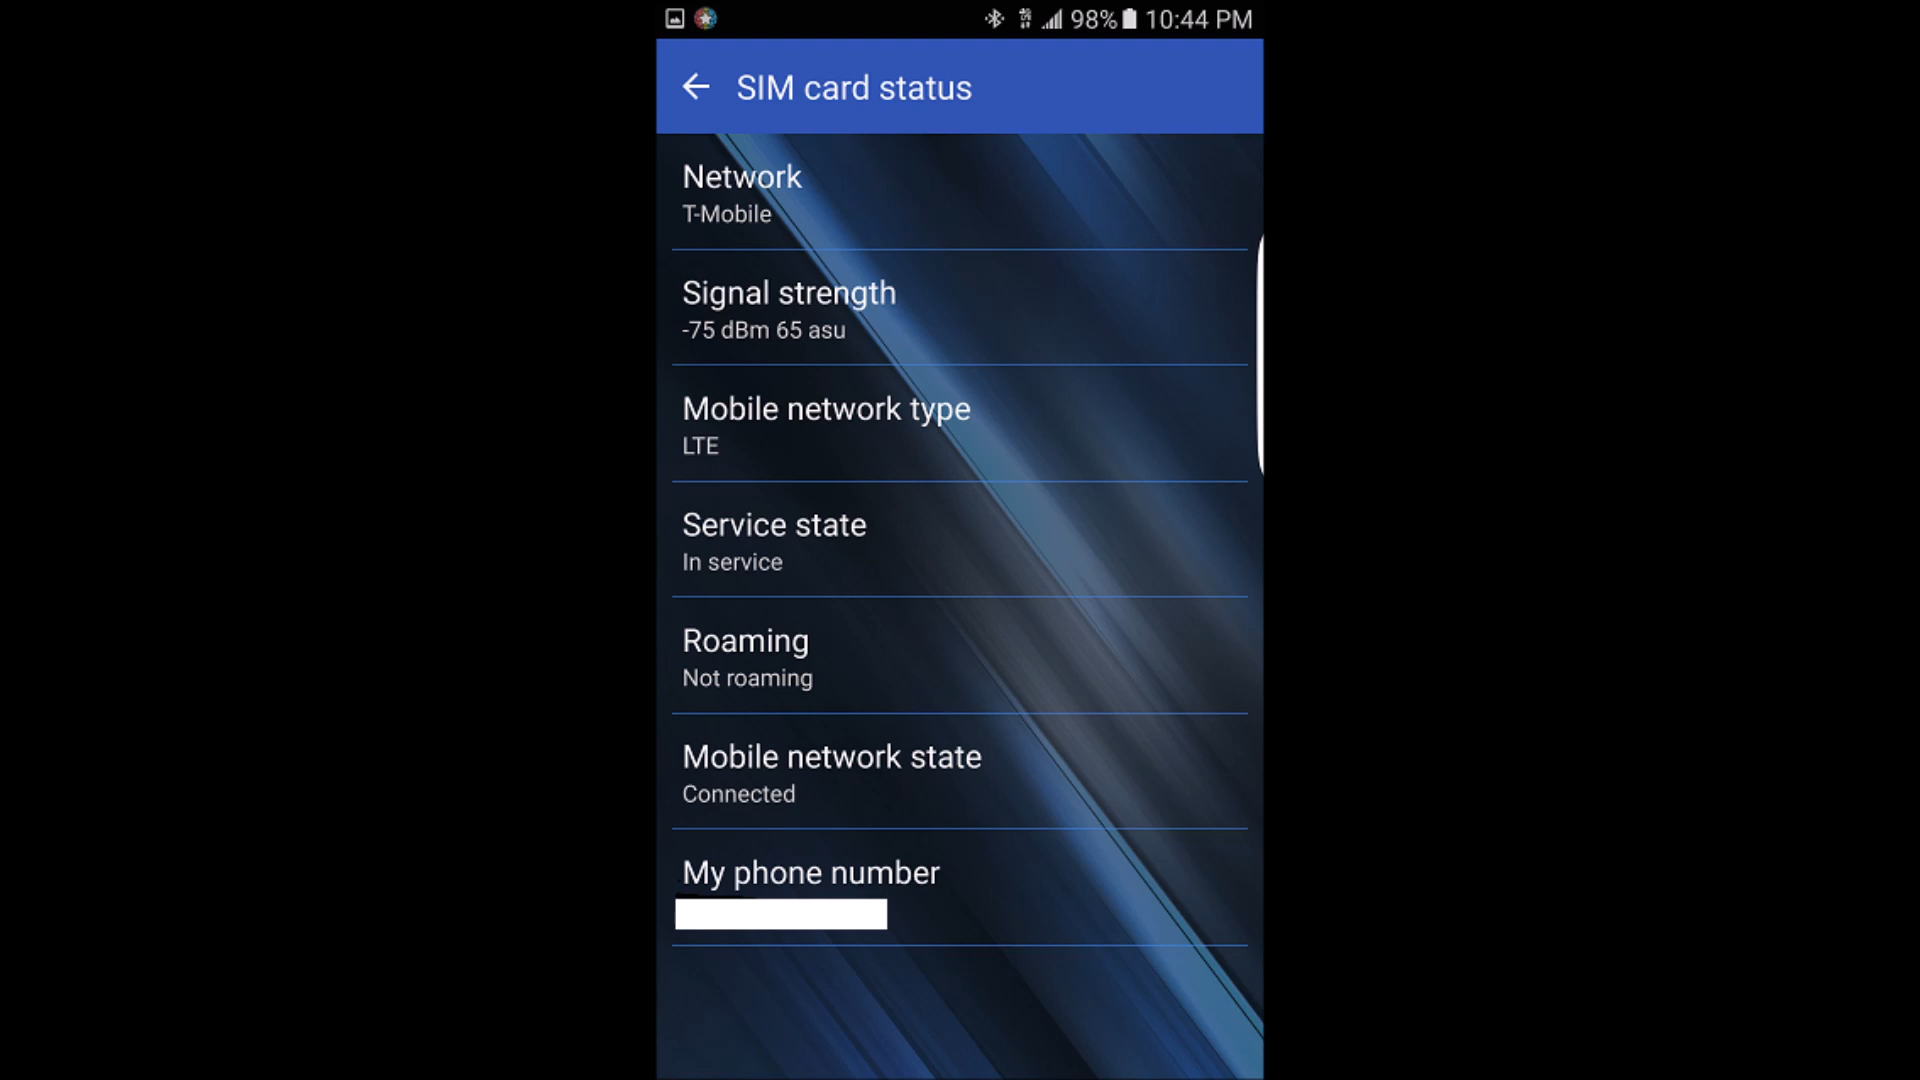 98% 10:44 PM
SIM card status
Network
T-Mobile
Signal strength
-75 dBm 65 asu
Mobile network type
LTE
Service state
In service
Roaming
Not roaming
Mobile network state
Connected
My phone number